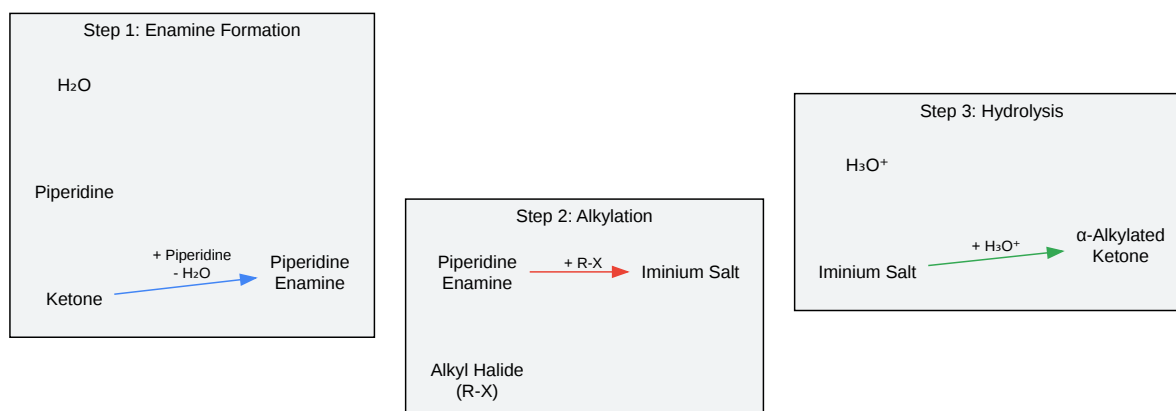 Step 1: Enamine Formation
H₂O
Piperidine
+ Piperidine
- H₂O
Ketone
Piperidine
Enamine
Step 2: Alkylation
Piperidine
Enamine
+ R-X
Iminium Salt
Alkyl Halide
(R-X)
Step 3: Hydrolysis
H₃O⁺
Iminium Salt
+ H₃O⁺
α-Alkylated
Ketone